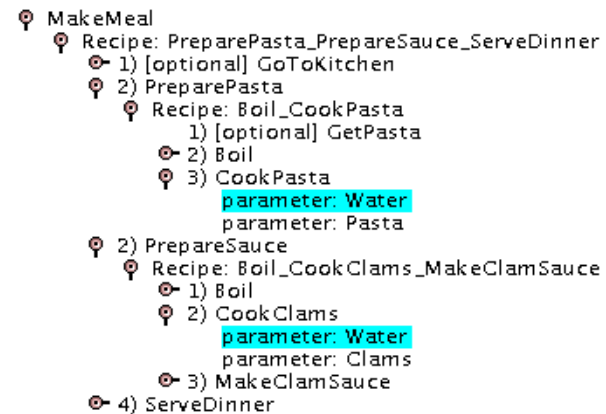 MakeMeal
Recipe: PreparePasta_PrepareSauce_ServeDinner
1) [optional] GoToKitchen
2) PreparePasta
Recipe: Boil_CookPasta
1) [optional] GetPasta
2) Boil
3) CookPasta
parameter: Water
parameter: Pasta
2) PrepareSauce
Recipe: Boil_CookClams_MakeClamSauce
1) Boil
2) CookClams
parameter: Water
parameter: Clams
3) MakeClamSauce
4) ServeDinner